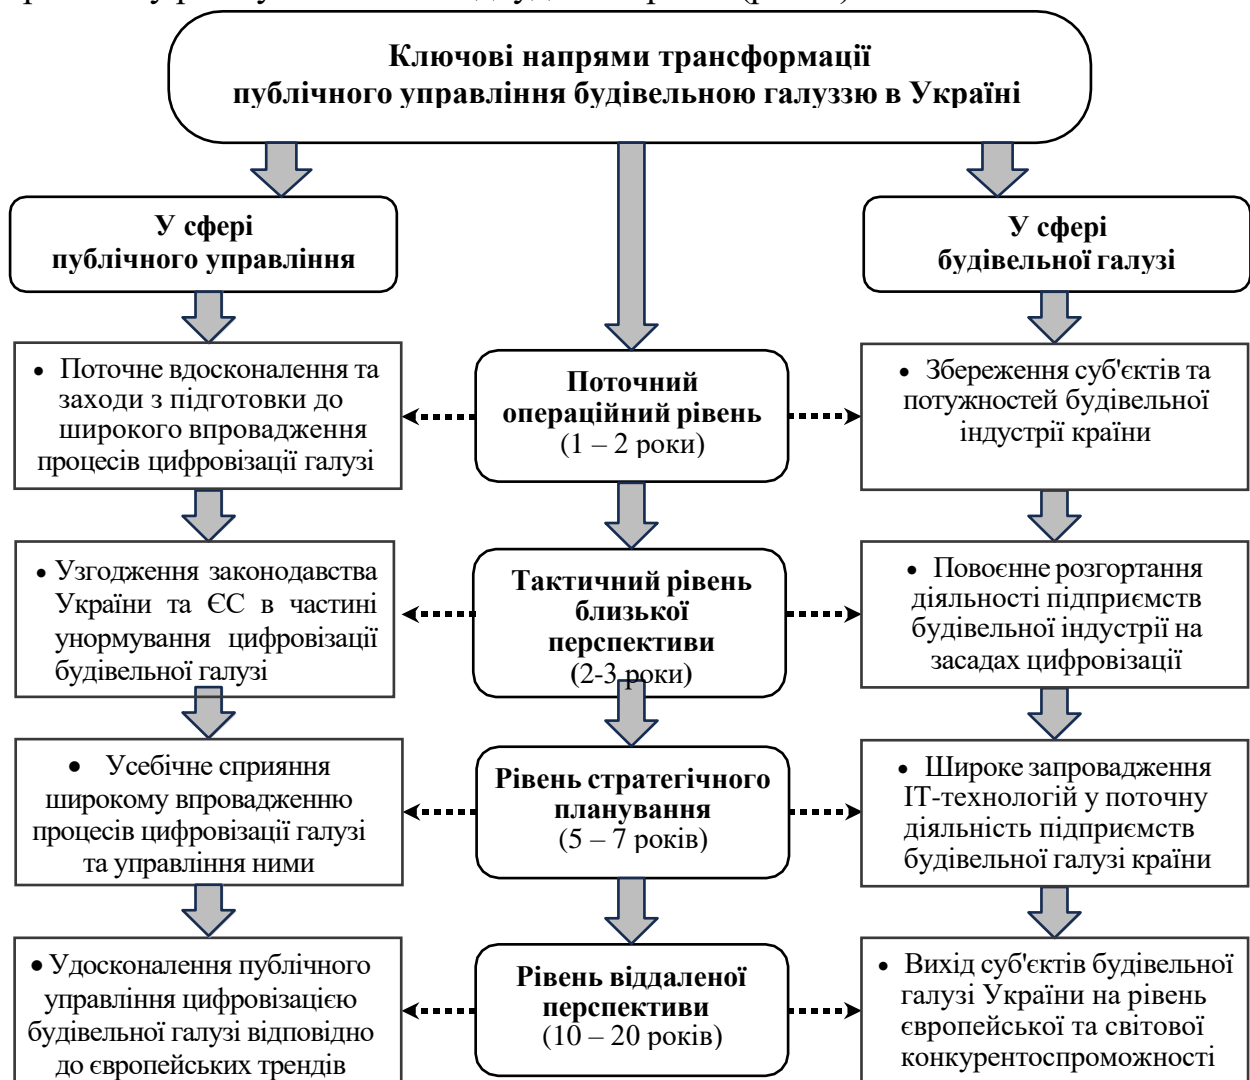 Ключові напрями трансформації
публічного управління будівельною галуззю в Україні
У сфері
публічного управління
У сфері
будівельної галузі
• Поточне вдосконалення та
заходи з підготовки до
широкого впровадження
процесів цифровізації галузі
Поточний
операційний рівень
(1 – 2 роки)
• Збереження суб'єктів та
потужностей будівельної
індустрії країни
• Узгодження законодавства
України та ЄС в частині
унормування цифровізації
будівельної галузі
Тактичний рівень
близької
перспективи
(2-3 роки)
• Повоєнне розгортання
діяльності підприємств
будівельної індустрії на
засадах цифровізації
• Усебічне сприяння
широкому впровадженню
процесів цифровізації галузі
та управління ними
Рівень стратегічного
планування
(5 – 7 років)
• Широке запровадження
ІТ-технологій у поточну
діяльність підприємств
будівельної галузі країни
• Удосконалення публічного
управління цифровізацією
будівельної галузі відповідно
до європейських трендів
Рівень віддаленої
перспективи
(10 – 20 років)
• Вихід суб'єктів будівельної
галузі України на рівень
європейської та світової
конкурентоспроможності